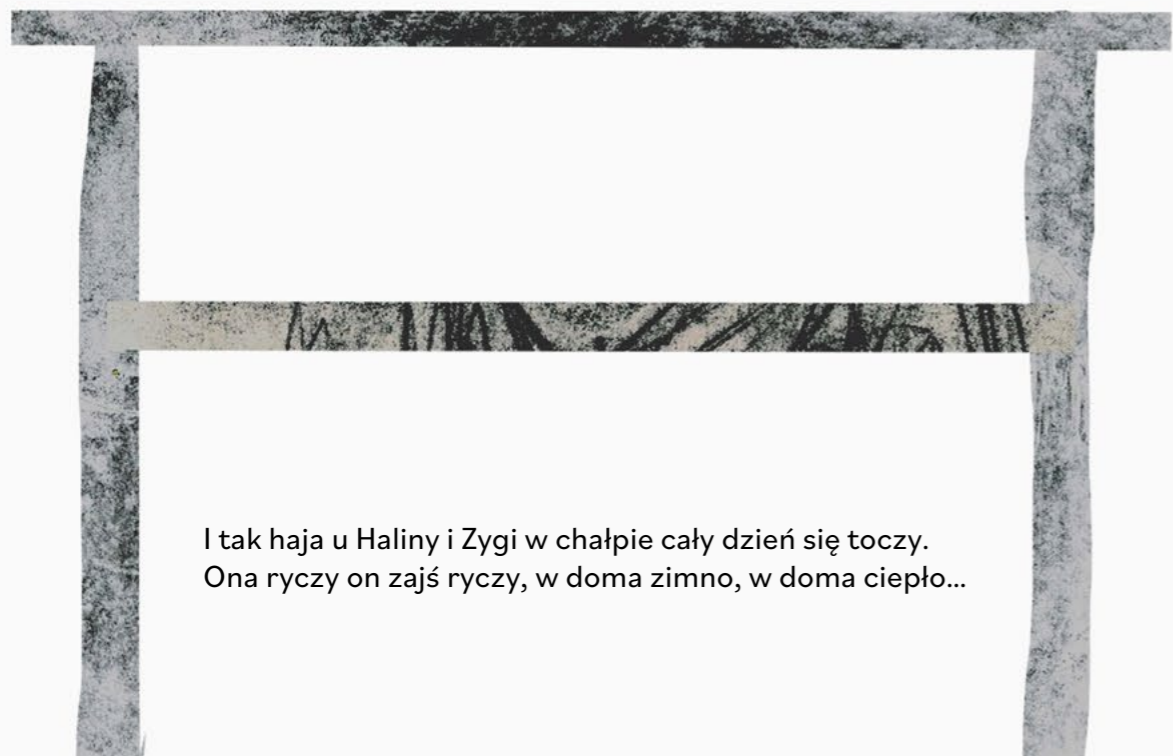 I tak haja u Haliny i Zygi w chałpie cały dzień się toczy.
Ona ryczy on zajś ryczy, w doma zimno, w doma ciepło...